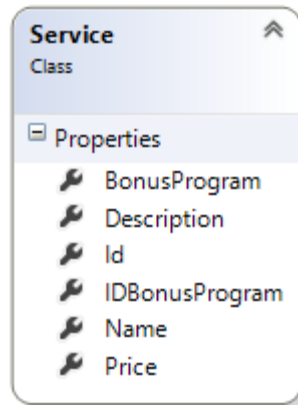 Service
Class
Properties
BonusProgram
Description
Id
IDBonusProgram
Name
Price